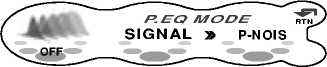 P.EQ MODE
RTN
SIGNAL » P-NOIS
OFF